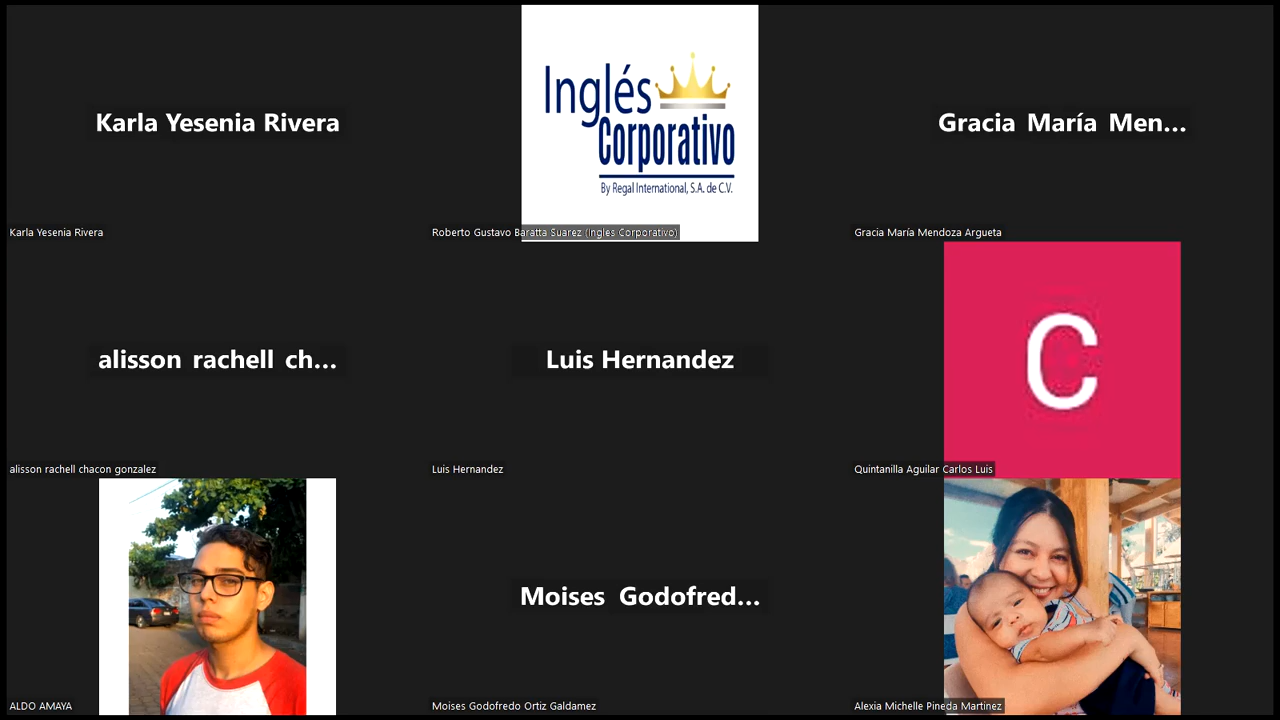 Karla Yesenia Rivera
Karla Yesenia Rivera
Inglés
Corporativo
By Regal International, S.A. de C.V.
Roberto Gustavo Baratta Suarez (Ingles Corporativo)
Gracia María Men...
Gracia María Mendoza Argueta
alisson rachell ch...
alisson rachell chacon gonzalez
Luis Hernandez
Luis Hernandez
C
Quintanilla Aguilar Carlos Luis
ALDO AMAYA
Moises Godofred...
Moises Godofredo Ortiz Galdamez
Alexia Michelle Pineda Martinez